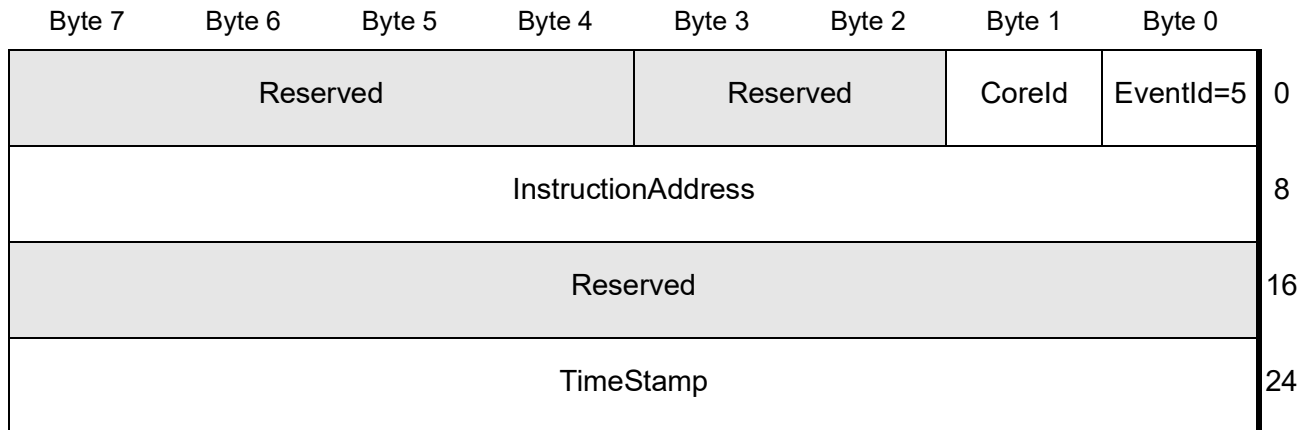 Byte 7 Byte 6 Byte 5 Byte 4 Byte 3 Byte 2 Byte 1 Byte 0
Reserved Reserved CoreId EventId=5 0
InstructionAddress 8
Reserved 16
TimeStamp 24